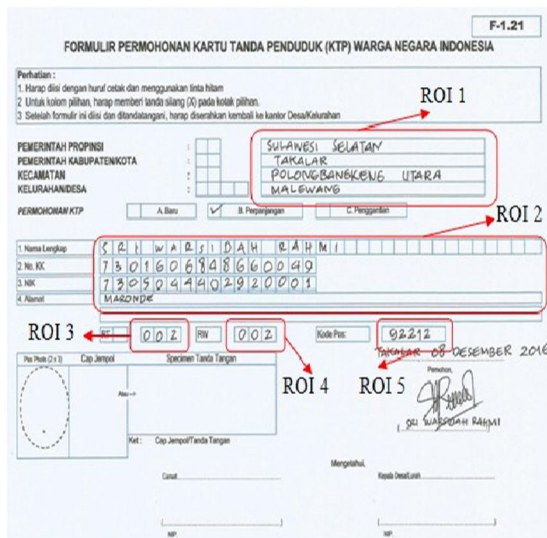 F-1.21
FORMULIR PERMOHONAN KARTU TANDA PENDUDUK (KTP) WARGA NEGARA INDONESIA
Perhatian :
1. Harap diisi dengan huruf cetak dan menggunakan tinta hitam
2 Untuk kolom pilihan, harap memberi tanda silang (X) pada kotak pilihan.
3 Setelah formulir ini diisi dan ditandatangani, harap diserahkan kembali ke kantor Desa/Kelurahan
ROI 1
PEMERINTAH PROPINSI : SULAWESI SELATAN
PEMERINTAH KABUPATEN/KOTA : TAKALAR
KECAMATAN : POLONGBANGKENG UTARA
KELURAHAN/DESA : MALEWANG
PERMOHONAN KTP A. Baru B. Perpanjangan C. Penggantian
ROI 2
1. Nama Lengkap SRI WARSIDAH RAHMI
2. No. KK
3. NIK
4. Alamat MARONDE
ROI 3 RT 002 RW 002 Kode Pos: 92212
TAKALAR 08 DESEMBER 2016
Pas Photo (2 x 3) Cap Jempol Specimen Tanda Tangan ROI 4 ROI 5 Pemohon,
Atau -->
SRI WARSIDAH RAHMI
Ket : Cap Jempol/Tanda Tangan
Mengetahui,
Camat Kepala Desa/Lurah
NIP. NIP.